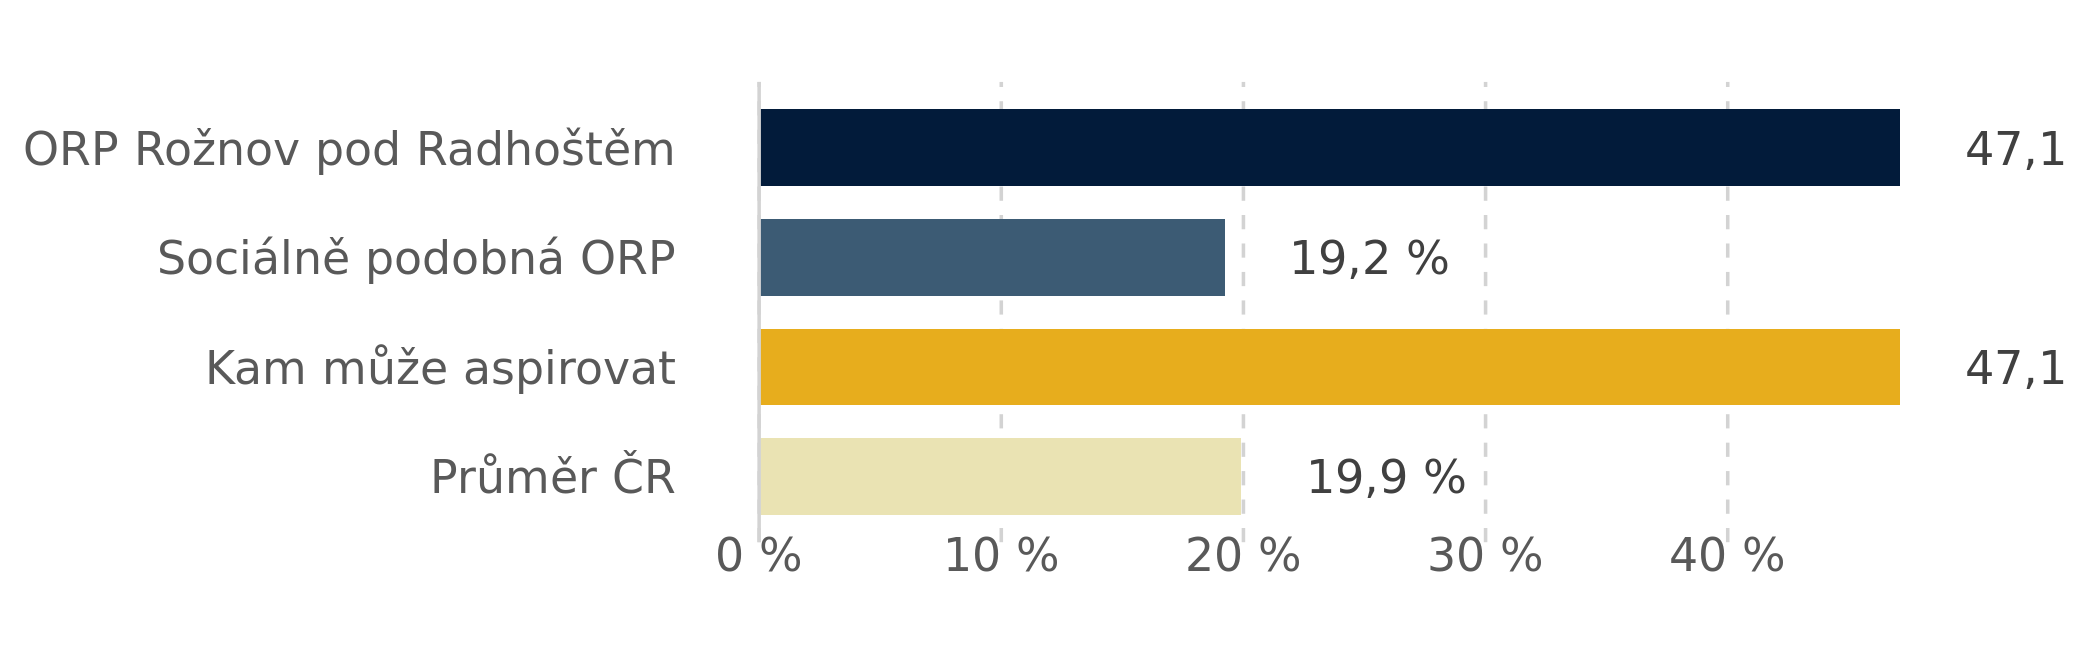 ORP Rožnov pod Radhoštěm 47,1
Sociálně podobná ORP 19,2 %
Kam může aspirovat 47,1
Průměr ČR 19,9 %
0 % 10 % 20 % 30 % 40 %